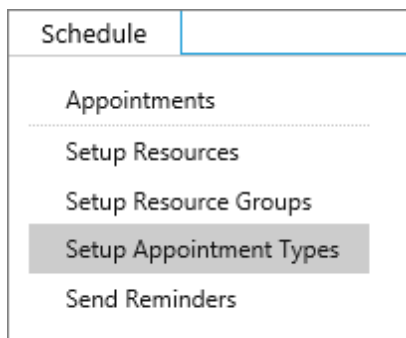 Schedule
Appointments
Setup Resources
Setup Resource Groups
Setup Appointment Types
Send Reminders